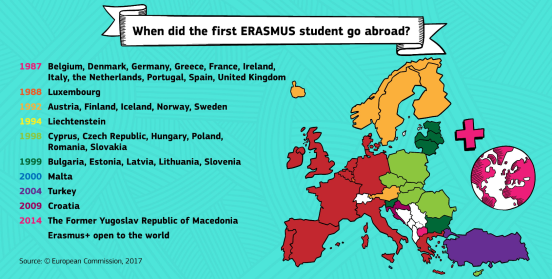 When did the first ERASMUS student go abroad?
1987 Belgium, Denmark, Germany, Greece, France, Ireland,
Italy, the Netherlands, Portugal, Spain, United Kingdom
1988 Luxembourg
1992 Austria, Finland, Iceland, Norway, Sweden
1994 Liechtenstein
1998 Cyprus, Czech Republic, Hungary, Poland,
Romania, Slovakia
1999 Bulgaria, Estonia, Latvia, Lithuania, Slovenia
2000 Malta
2004 Turkey
2009 Croatia
2014 The Former Yugoslav Republic of Macedonia
Erasmus+ open to the world
Source: © European Commission, 2017